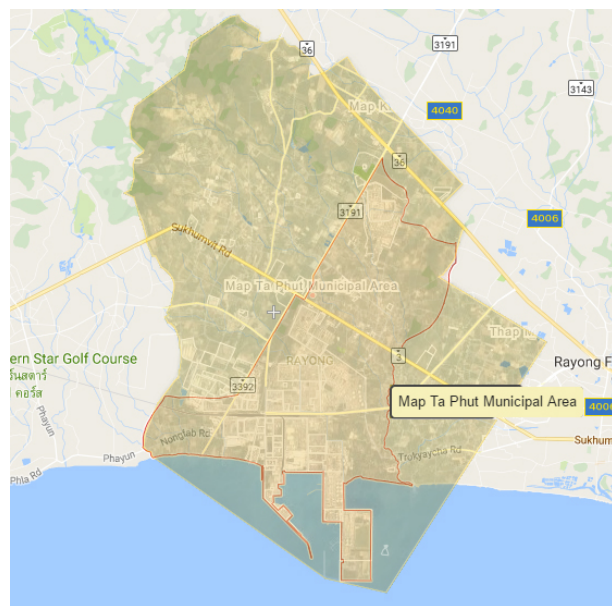 36
3191
3143
Map K
4040
36
3191
4006
Sukhumvit Rd
Map Ta Phut Municipal Area
Thap M
ern Star Golf Course
RAYONG
3
Rayong F
3392
Map Ta Phut Municipal Area
4006
Phayun
Nongfab Rd
Sukhum
Phayun
Trokyaycha Rd
Phla Rd